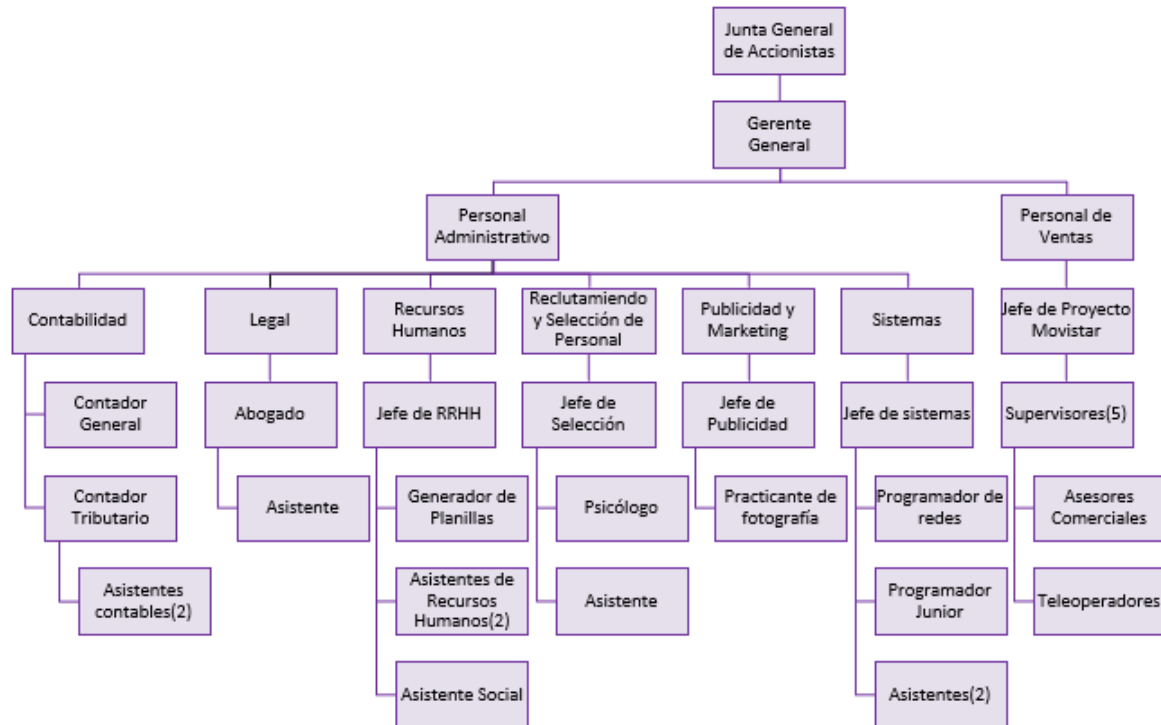 Junta General
de Accionistas
Gerente
General
Personal
Administrativo
Personal de
Ventas
Contabilidad
Legal
Recursos
Humanos
Reclutamiendo
y Selección de
Personal
Publicidad y
Marketing
Sistemas
Jefe de Proyecto
Movistar
Contador
General
Abogado
Jefe de RRHH
Jefe de
Selección
Jefe de
Publicidad
Jefe de sistemas
Supervisores(5)
Contador
Tributario
Asistente
Generador de
Planillas
Psicólogo
Practicante de
fotografía
Programador de
redes
Asesores
Comerciales
Asistentes
contables(2)
Asistentes de
Recursos
Humanos(2)
Asistente
Programador
Junior
Teleoperadores
Asistente Social
Asistentes(2)